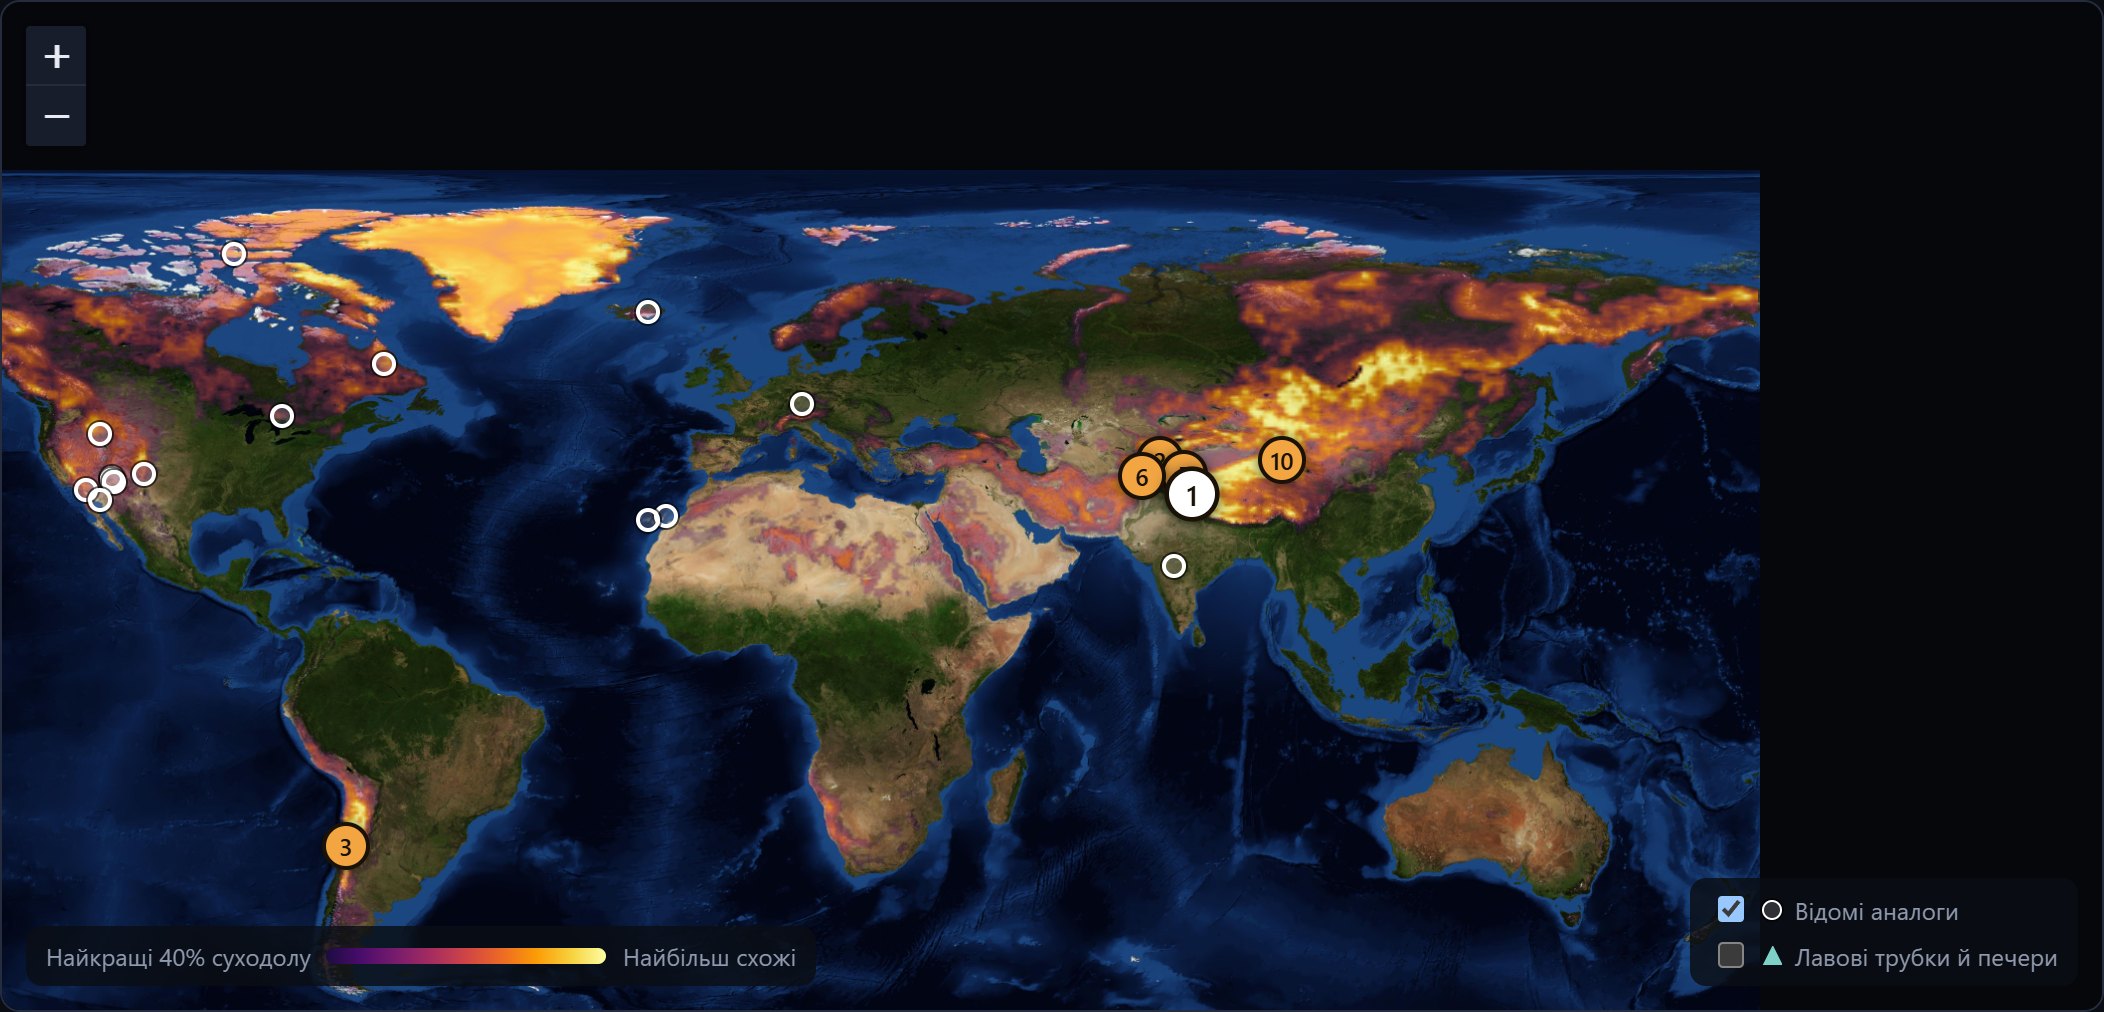 +
−
6
10
1
3
Найкращі 40% суходолу
Найбільш схожі
Відомі аналоги
Лавові трубки й печери